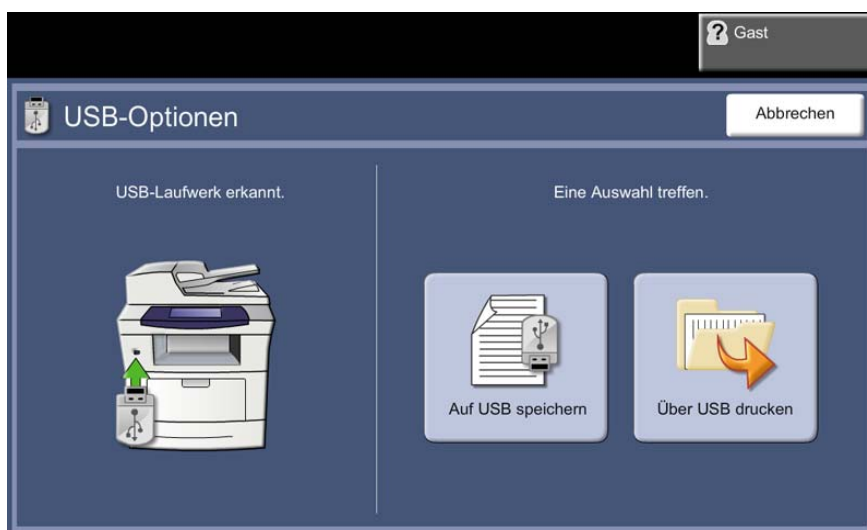 Gast
USB-Optionen
Abbrechen
USB-Laufwerk erkannt.
Eine Auswahl treffen.
Auf USB speichern
Über USB drucken